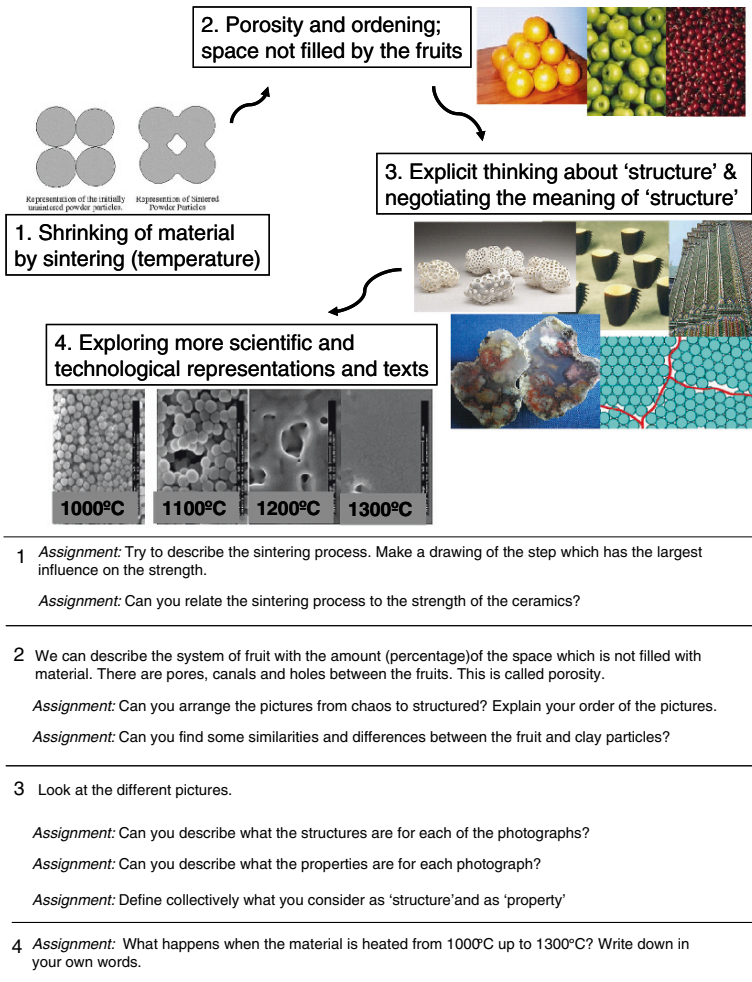 2. Porosity and ordering;
space not filled by the fruits
3. Explicit thinking about ‘structure’ &
negotiating the meaning of ‘structure’
Representation of the initially
unsintered powder particles.
Represention of Sintered
Powder Particles
1. Shrinking of material
by sintering (temperature)
4. Exploring more scientific and
technological representations and texts
1000ºC
1100ºC
1200ºC
1300ºC
1 Assignment: Try to describe the sintering process. Make a drawing of the step which has the largest
influence on the strength.
Assignment: Can you relate the sintering process to the strength of the ceramics?
2 We can describe the system of fruit with the amount (percentage)of the space which is not filled with
material. There are pores, canals and holes between the fruits. This is called porosity.
Assignment: Can you arrange the pictures from chaos to structured? Explain your order of the pictures.
Assignment: Can you find some similarities and differences between the fruit and clay particles?
3 Look at the different pictures.
Assignment: Can you describe what the structures are for each of the photographs?
Assignment: Can you describe what the properties are for each photograph?
Assignment: Define collectively what you consider as ‘structure’and as ‘property’
4 Assignment: What happens when the material is heated from 1000°C up to 1300°C? Write down in
your own words.